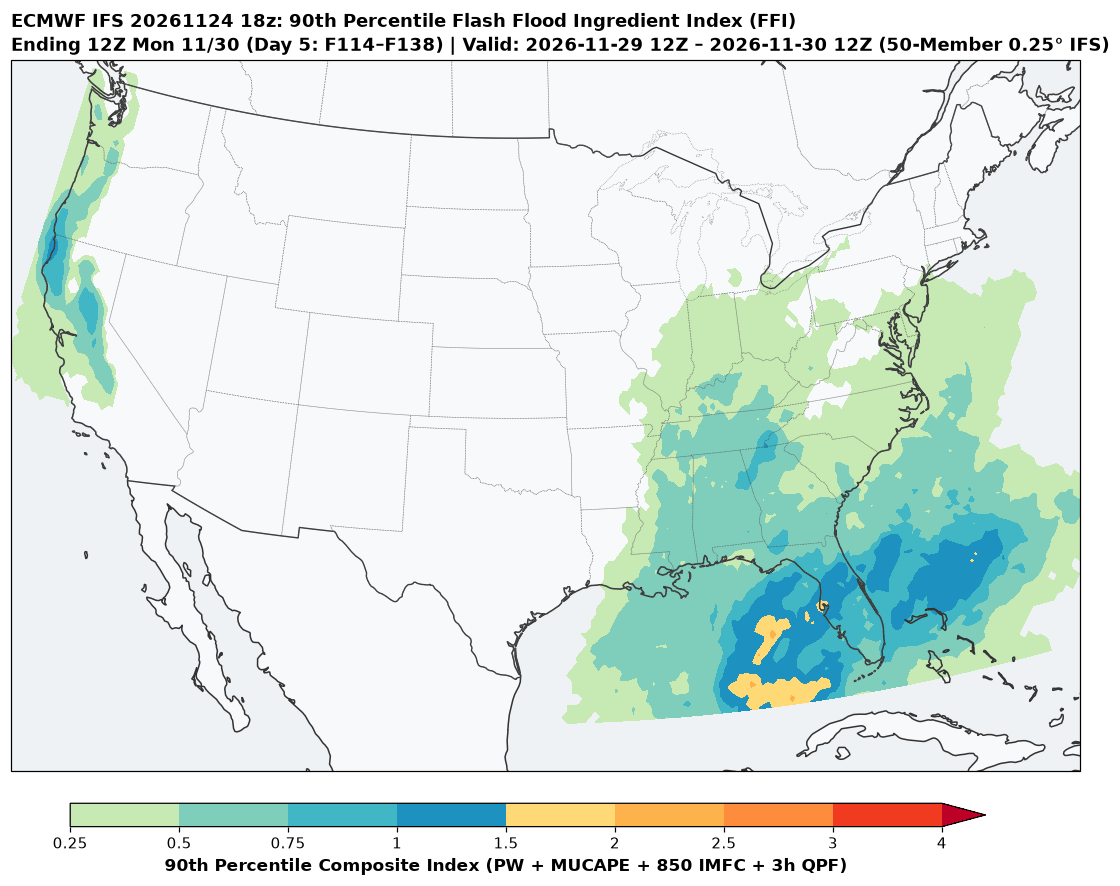 ECMWF IFS 20261124 18z: 90th Percentile Flash Flood Ingredient Index (FFI)
Ending 12Z Mon 11/30 (Day 5: F114–F138) | Valid: 2026-11-29 12Z – 2026-11-30 12Z (50-Member 0.25° IFS)
0.25 0.5 0.75 1 1.5 2 2.5 3 4
90th Percentile Composite Index (PW + MUCAPE + 850 IMFC + 3h QPF)